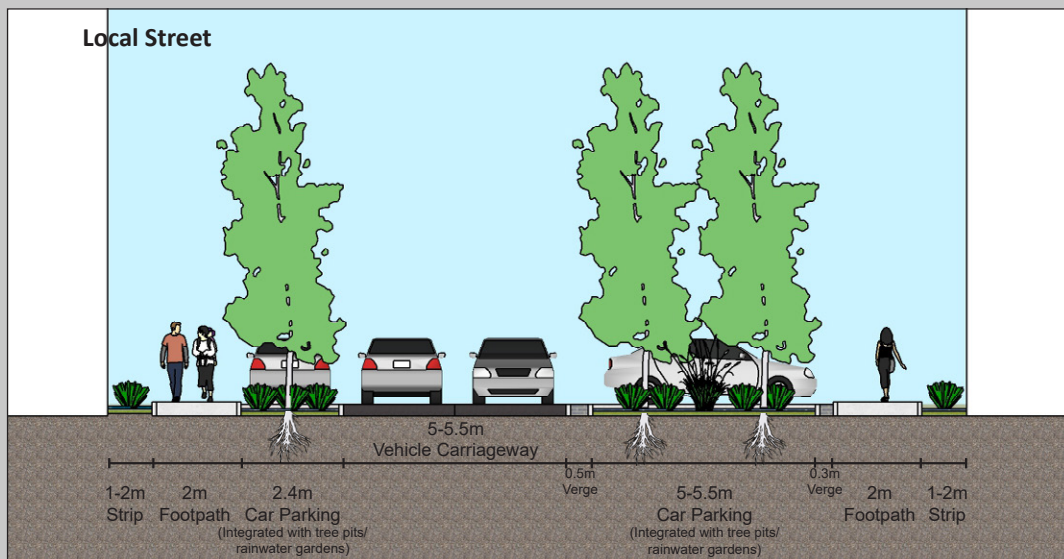 Local Street
5-5.5m
Vehicle Carriageway
1-2m
Strip
2m
Footpath
2.4m
Car Parking
(Integrated with tree pits/
rainwater gardens)
0.5m
Verge
5-5.5m
Car Parking
(Integrated with tree pits/
rainwater gardens)
0.3m
Verge
2m
Footpath
1-2m
Strip